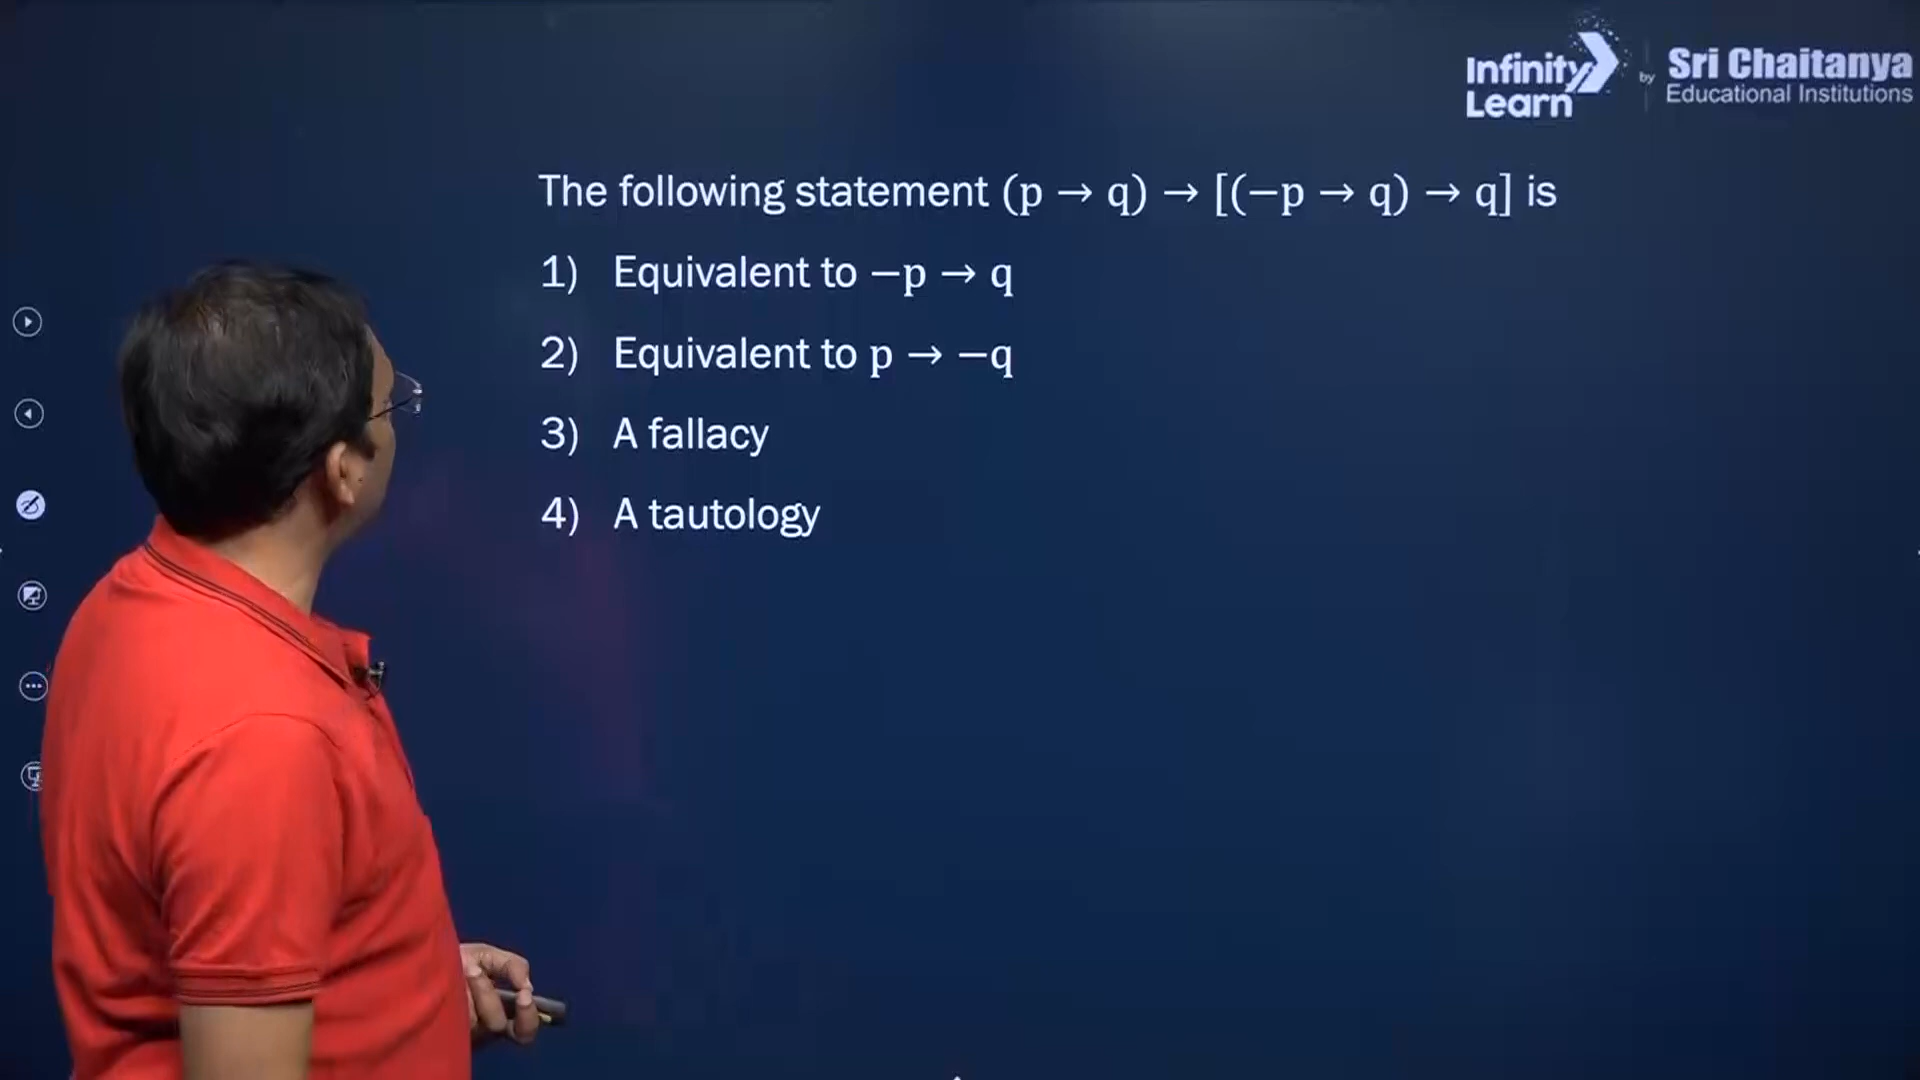 Infinity Learn
by
Sri Chaitanya
Educational Institutions
The following statement (p → q) → [(−p → q) → q] is
1) Equivalent to −p → q
2) Equivalent to p → −q
3) A fallacy
4) A tautology